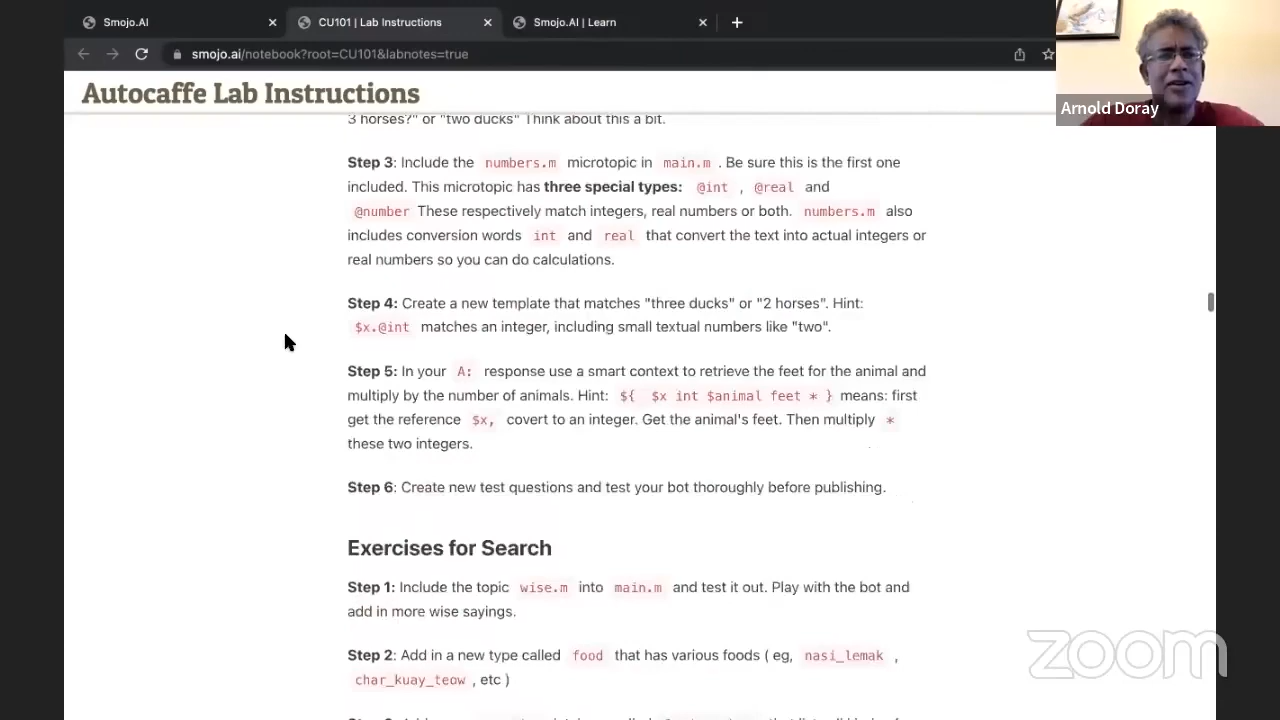 Smojo.AI
CU101 | Lab Instructions
Smojo.AI | Learn
smojo.ai/notebook?root=CU101&labnotes=true
Arnold Doray
Autocaffe Lab Instructions
3 horses?" or "two ducks" Think about this a bit.
Step 3: Include the numbers.m microtopic in main.m . Be sure this is the first one
included. This microtopic has three special types: @int , @real and
@number These respectively match integers, real numbers or both. numbers.m also
includes conversion words int and real that convert the text into actual integers or
real numbers so you can do calculations.
Step 4: Create a new template that matches "three ducks" or "2 horses". Hint:
$x.@int matches an integer, including small textual numbers like "two".
Step 5: In your A: response use a smart context to retrieve the feet for the animal and
multiply by the number of animals. Hint: ${ $x int $animal feet * } means: first
get the reference $x, covert to an integer. Get the animal's feet. Then multiply *
these two integers.
Step 6: Create new test questions and test your bot thoroughly before publishing.
Exercises for Search
Step 1: Include the topic wise.m into main.m and test it out. Play with the bot and
add in more wise sayings.
Step 2: Add in a new type called food that has various foods ( eg, nasi_lemak ,
char_kuay_teow , etc )
zoom